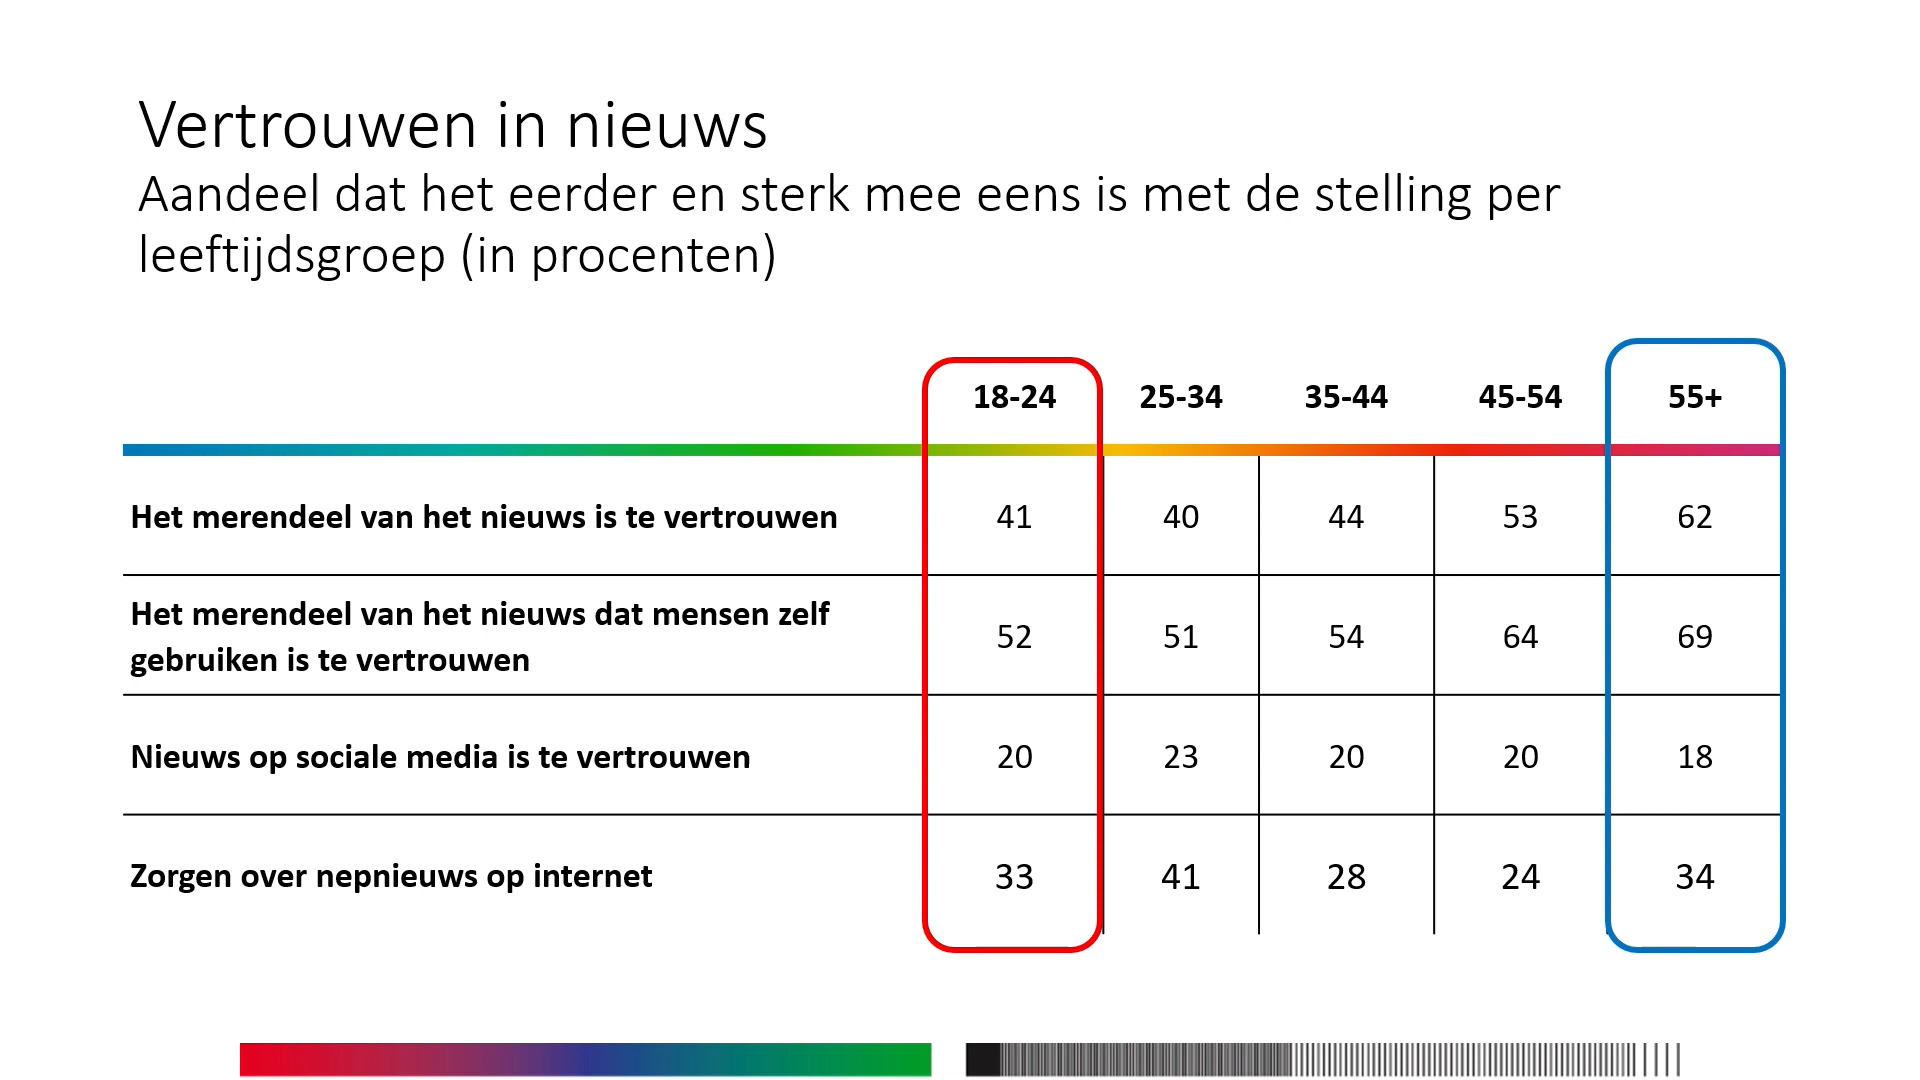 Vertrouwen in nieuws
Aandeel dat het eerder en sterk mee eens is met de stelling per
leeftijdsgroep (in procenten)
18-24 25-34 35-44 45-54 55+
Het merendeel van het nieuws is te vertrouwen 41 40 44 53 62
Het merendeel van het nieuws dat mensen zelf
gebruiken is te vertrouwen 52 51 54 64 69
Nieuws op sociale media is te vertrouwen 20 23 20 20 18
Zorgen over nepnieuws op internet 33 41 28 24 34